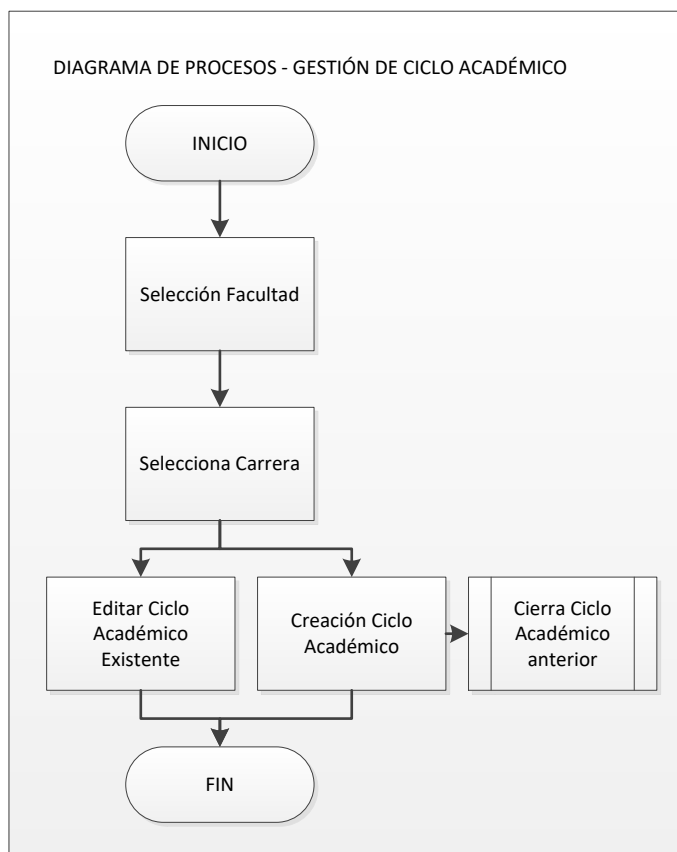 DIAGRAMA DE PROCESOS - GESTIÓN DE CICLO ACADÉMICO
INICIO
Selección Facultad
Selecciona Carrera
Editar Ciclo
Académico
Existente
Creación Ciclo
Académico
Cierra Ciclo
Académico
anterior
FIN